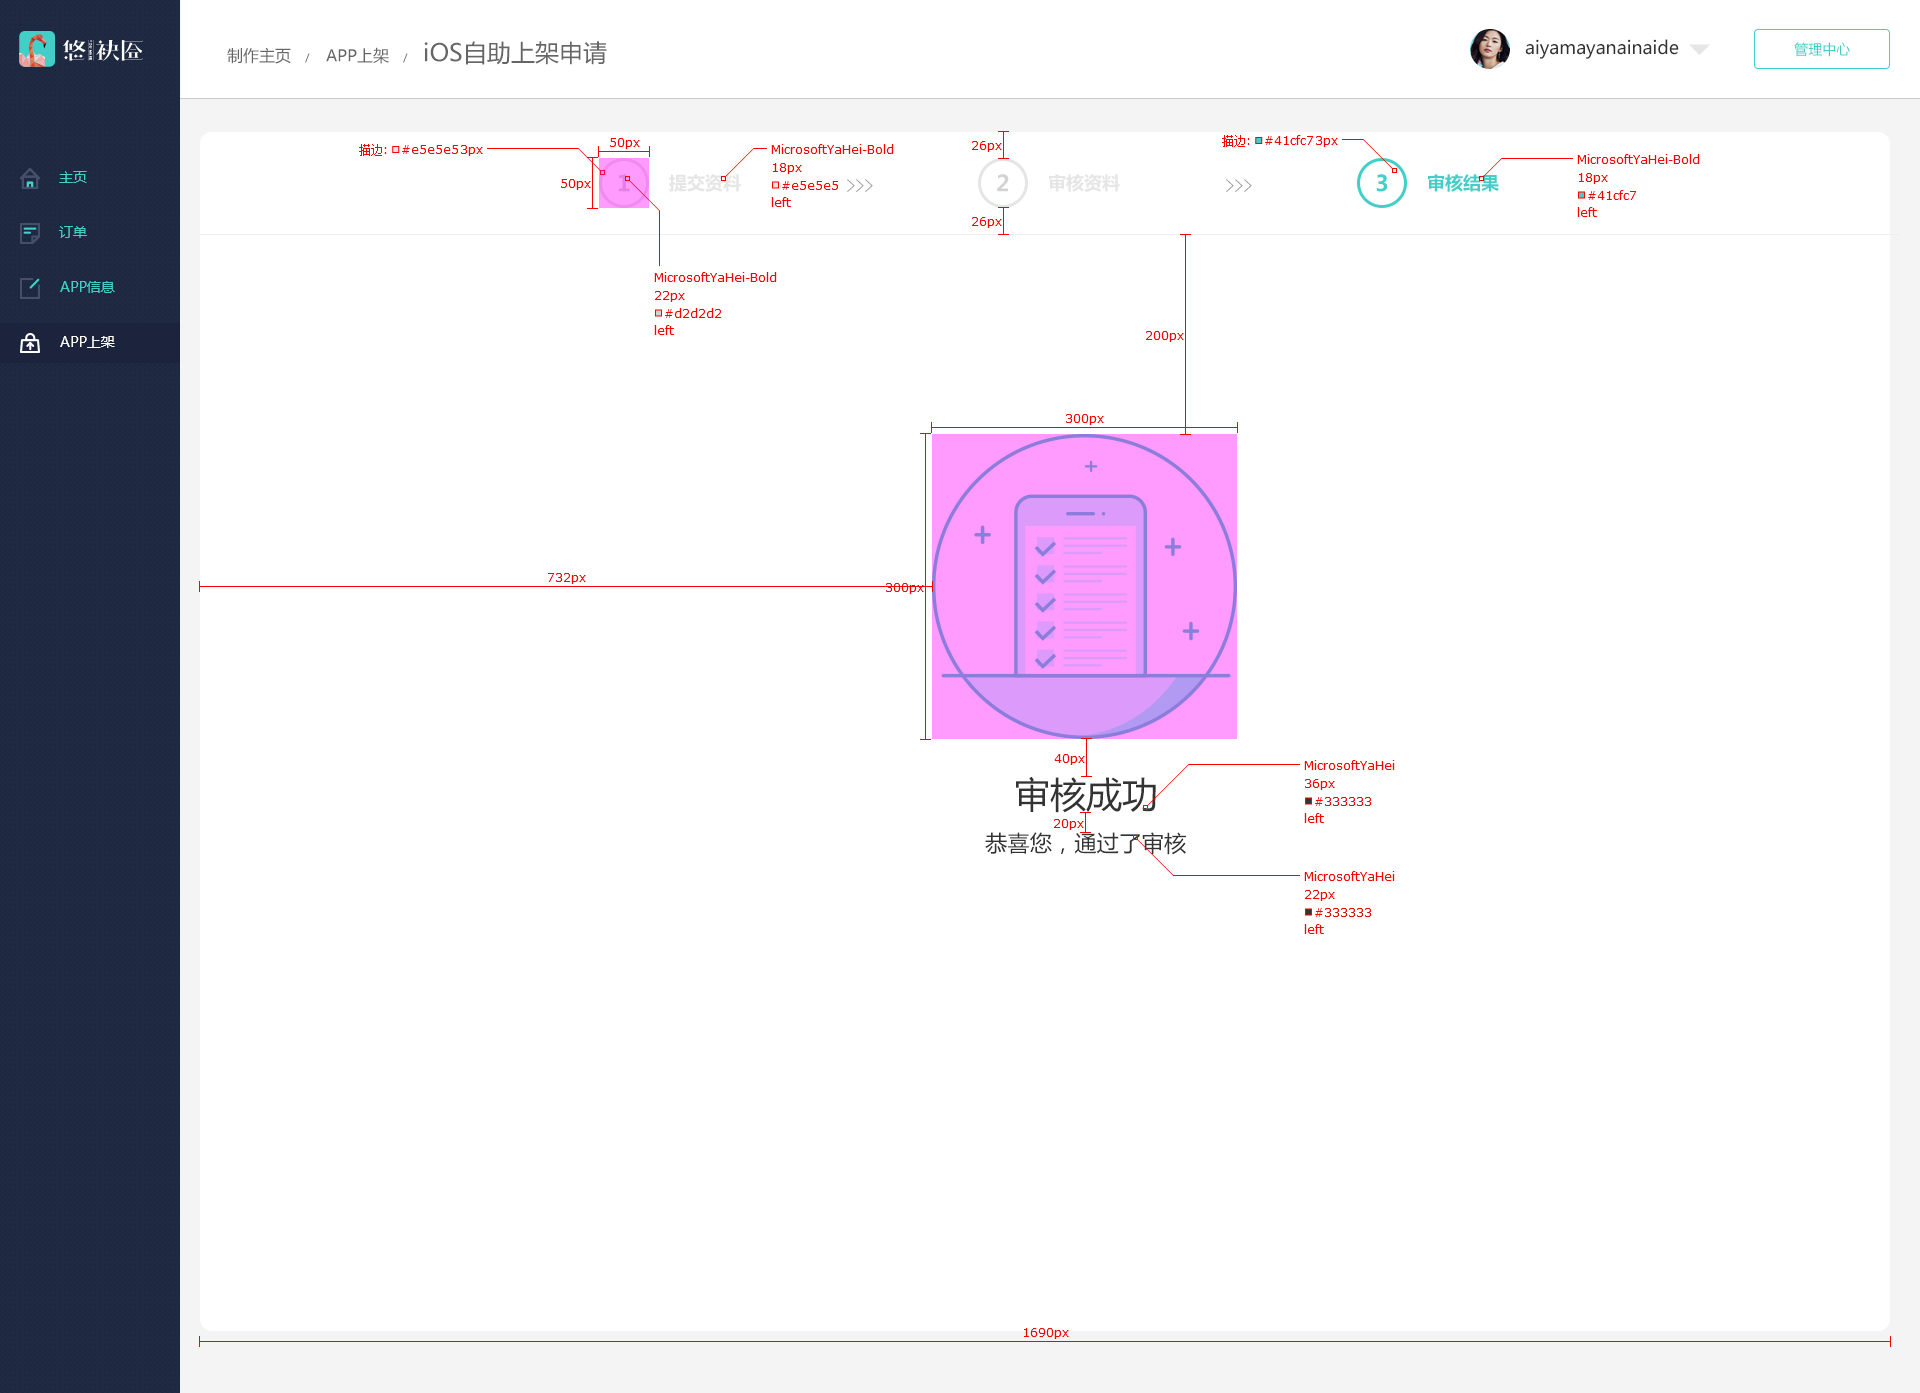 悠袂匠
制作主页 / APP上架 / iOS自助上架申请
aiyamayanainaide
管理中心
主页
订单
APP信息
APP上架
描边: #e5e5e53px
50px
50px
1
提交资料
MicrosoftYaHei-Bold
18px
#e5e5e5
left
26px
2
审核资料
26px
描边: #41cfc73px
3
审核结果
MicrosoftYaHei-Bold
18px
#41cfc7
left
MicrosoftYaHei-Bold
22px
#d2d2d2
left
200px
300px
732px
300px
40px
审核成功
MicrosoftYaHei
36px
#333333
left
20px
恭喜您，通过了审核
MicrosoftYaHei
22px
#333333
left
1690px